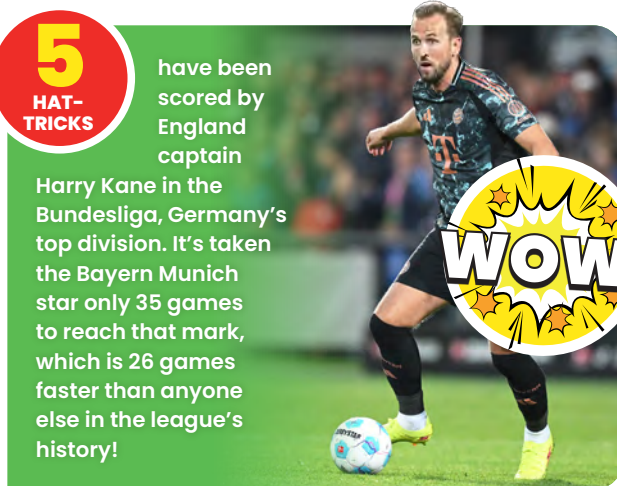 5
HAT-
TRICKS
have been
scored by
England
captain
Harry Kane in the
Bundesliga, Germany's
top division. It's taken
the Bayern Munich
star only 35 games
to reach that mark,
which is 26 games
faster than anyone
else in the league's
history!
WOW
T
DERBYSTAR